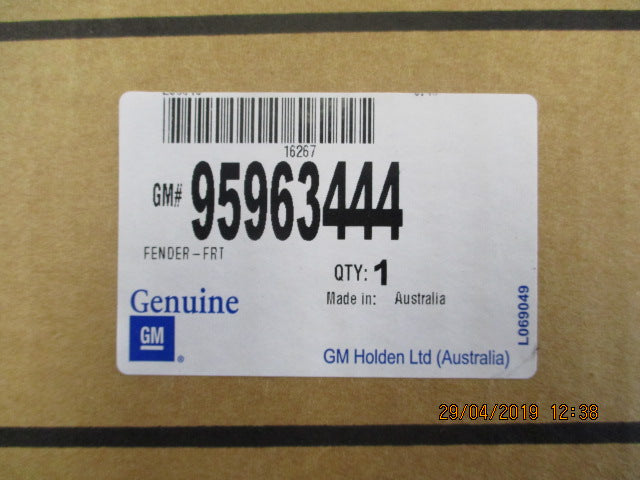 16267
GM# 95963444
FENDER-FRT
QTY: 1
Made in: Australia
Genuine
GM
®
GM Holden Ltd (Australia)
L069049
29/04/2019 12:38